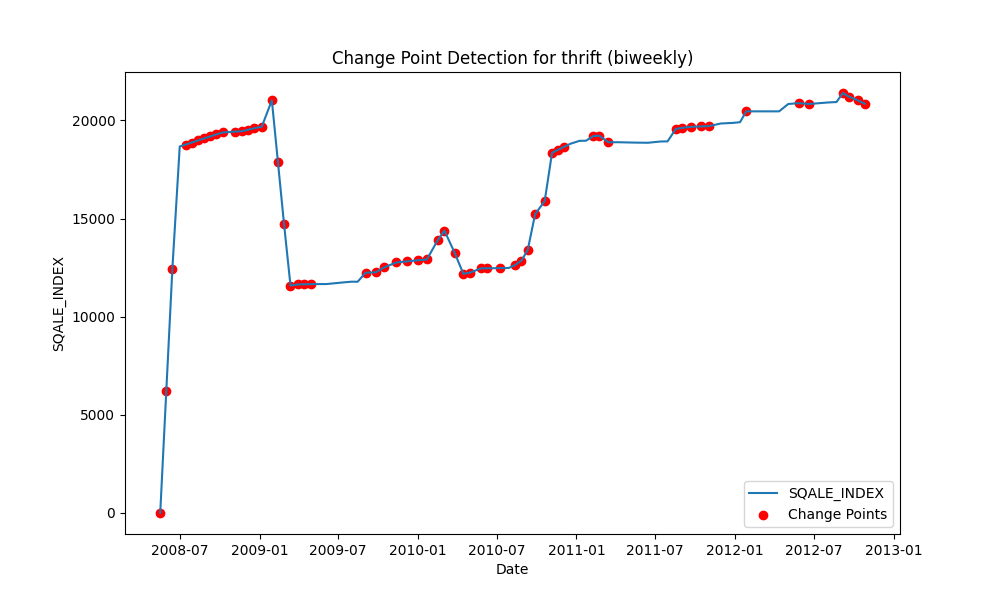 Change Point Detection for thrift (biweekly)
SQALE_INDEX
20000
15000
10000
5000
0
SQALE_INDEX
Change Points
2008-07 2009-01 2009-07 2010-01 2010-07 2011-01 2011-07 2012-01 2012-07 2013-01
Date